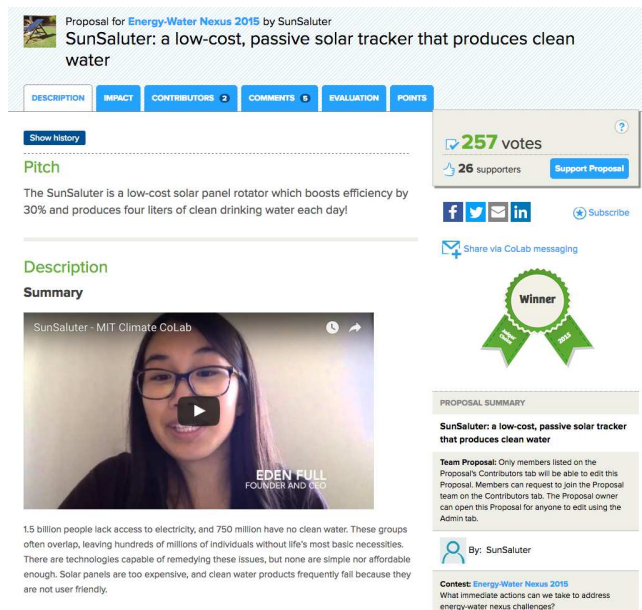 Proposal for Energy-Water Nexus 2015 by SunSaluter
SunSaluter: a low-cost, passive solar tracker that produces clean
water
DESCRIPTION
IMPACT
CONTRIBUTORS 2
COMMENTS 5
EVALUATION
POINTS
Show history
Pitch
The SunSaluter is a low-cost solar panel rotator which boosts efficiency by
30% and produces four liters of clean drinking water each day!
Description
Summary
SunSaluter - MIT Climate CoLab
EDEN FULL
FOUNDER AND CEO
1.5 billion people lack access to electricity, and 750 million have no clean water. These groups
often overlap, leaving hundreds of millions of individuals without life's most basic necessities.
There are technologies capable of remedying these issues, but none are simple nor affordable
enough. Solar panels are too expensive, and clean water products frequently fail because they
are not user friendly.
?
257 votes
26 supporters
Support Proposal
Subscribe
Share via CoLab messaging
Winner
Judges' Choice
2015
PROPOSAL SUMMARY
SunSaluter: a low-cost, passive solar tracker
that produces clean water
Team Proposal: Only members listed on the
Proposal's Contributors tab will be able to edit this
Proposal. Members can request to join the Proposal
team on the Contributors tab. The Proposal owner
can open this Proposal for anyone to edit using the
Admin tab.
By: SunSaluter
Contest: Energy-Water Nexus 2015
What immediate actions can we take to address
energy-water nexus challenges?